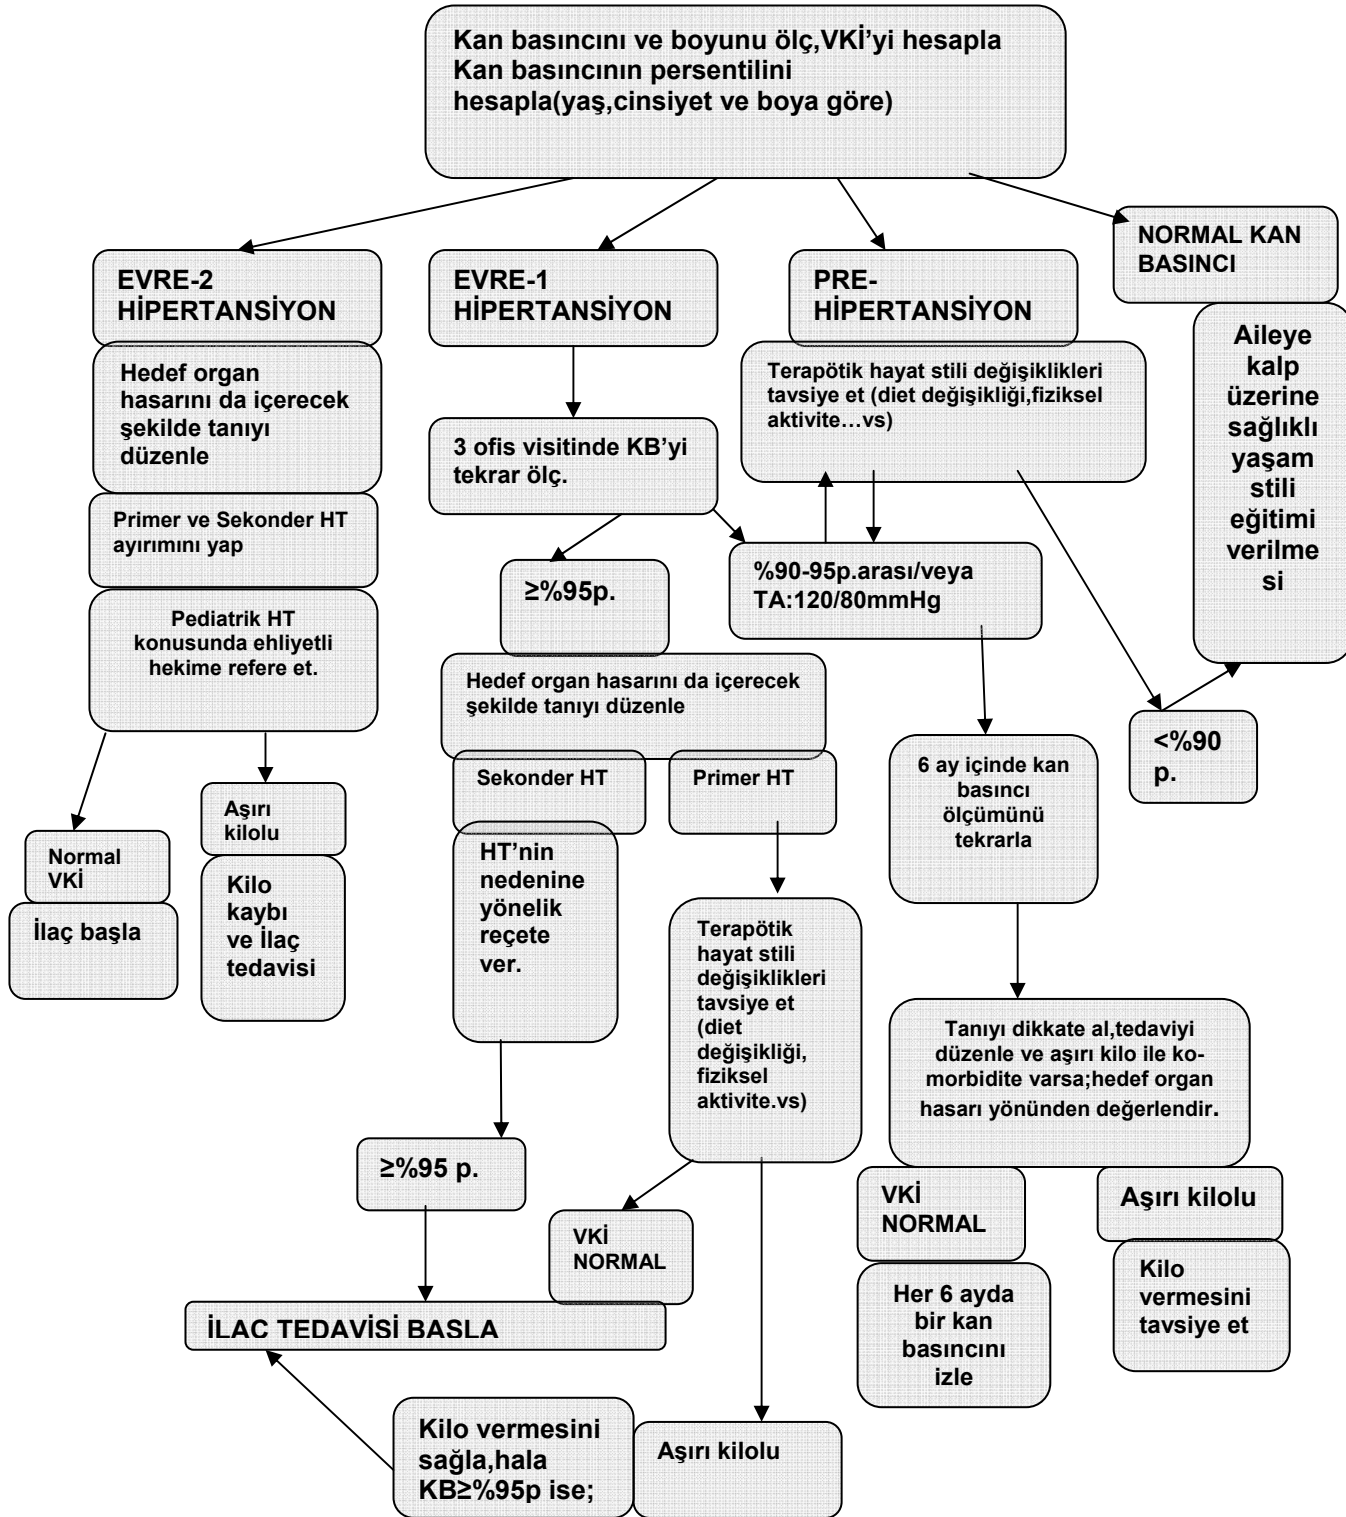 Kan basıncını ve boyunu ölç,VKİ’yi hesapla
Kan basıncının persentilini
hesapla(yaş,cinsiyet ve boya göre)
EVRE-2
HİPERTANSİYON
Hedef organ
hasarını da içerecek
şekilde tanıyı
düzenle
Primer ve Sekonder HT
ayırımını yap
Pediatrik HT
konusunda ehliyetli
hekime refere et.
Normal
VKİ
İlaç başla
Aşırı
kilolu
Kilo
kaybı
ve İlaç
tedavisi
EVRE-1
HİPERTANSİYON
3 ofis visitinde KB’yi
tekrar ölç.
≥%95p.
Hedef organ hasarını da içerecek
şekilde tanıyı düzenle
Sekonder HT
HT’nin
nedenine
yönelik
reçete
ver.
≥%95 p.
İLAC TEDAVİSİ BASLA
Primer HT
Terapötik
hayat stili
değişiklikleri
tavsiye et
(diet
değişikliği,
fiziksel
aktivite.vs)
VKİ
NORMAL
Aşırı kilolu
Kilo vermesini
sağla,hala
KB≥%95p ise;
PRE-
HİPERTANSİYON
Terapötik hayat stili değişiklikleri
tavsiye et (diet değişikliği,fiziksel
aktivite…vs)
%90-95p.arası/veya
TA:120/80mmHg
6 ay içinde kan
basıncı
ölçümünü
tekrarla
Tanıyı dikkate al,tedaviyi
düzenle ve aşırı kilo ile ko-
morbidite varsa;hedef organ
hasarı yönünden değerlendir.
VKİ
NORMAL
Her 6 ayda
bir kan
basıncını
izle
Aşırı kilolu
Kilo
vermesini
tavsiye et
NORMAL KAN
BASINCI
Aileye
kalp
üzerine
sağlıklı
yaşam
stili
eğitimi
verilme
si
<%90
p.